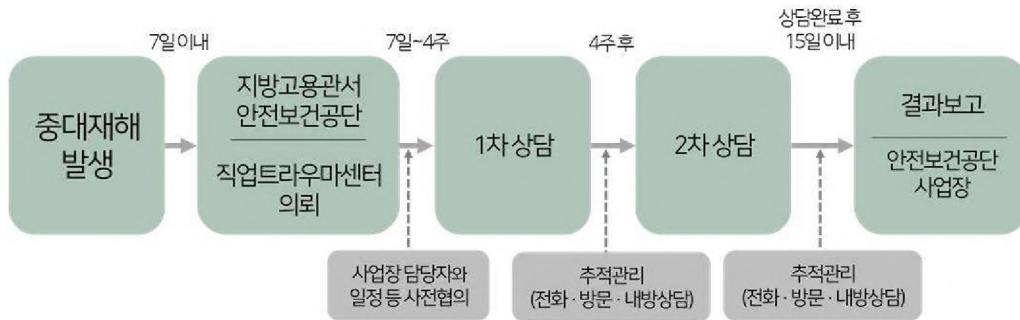 7일 이내
7일~4주
4주 후
상담완료 후
15일 이내
중대재해
발생
지방고용관서
안전보건공단
직업트라우마센터
의뢰
1차 상담
2차 상담
결과보고
안전보건공단
사업장
사업장 담당자와
일정 등 사전협의
추적관리
(전화·방문·내방상담)
추적관리
(전화·방문·내방상담)